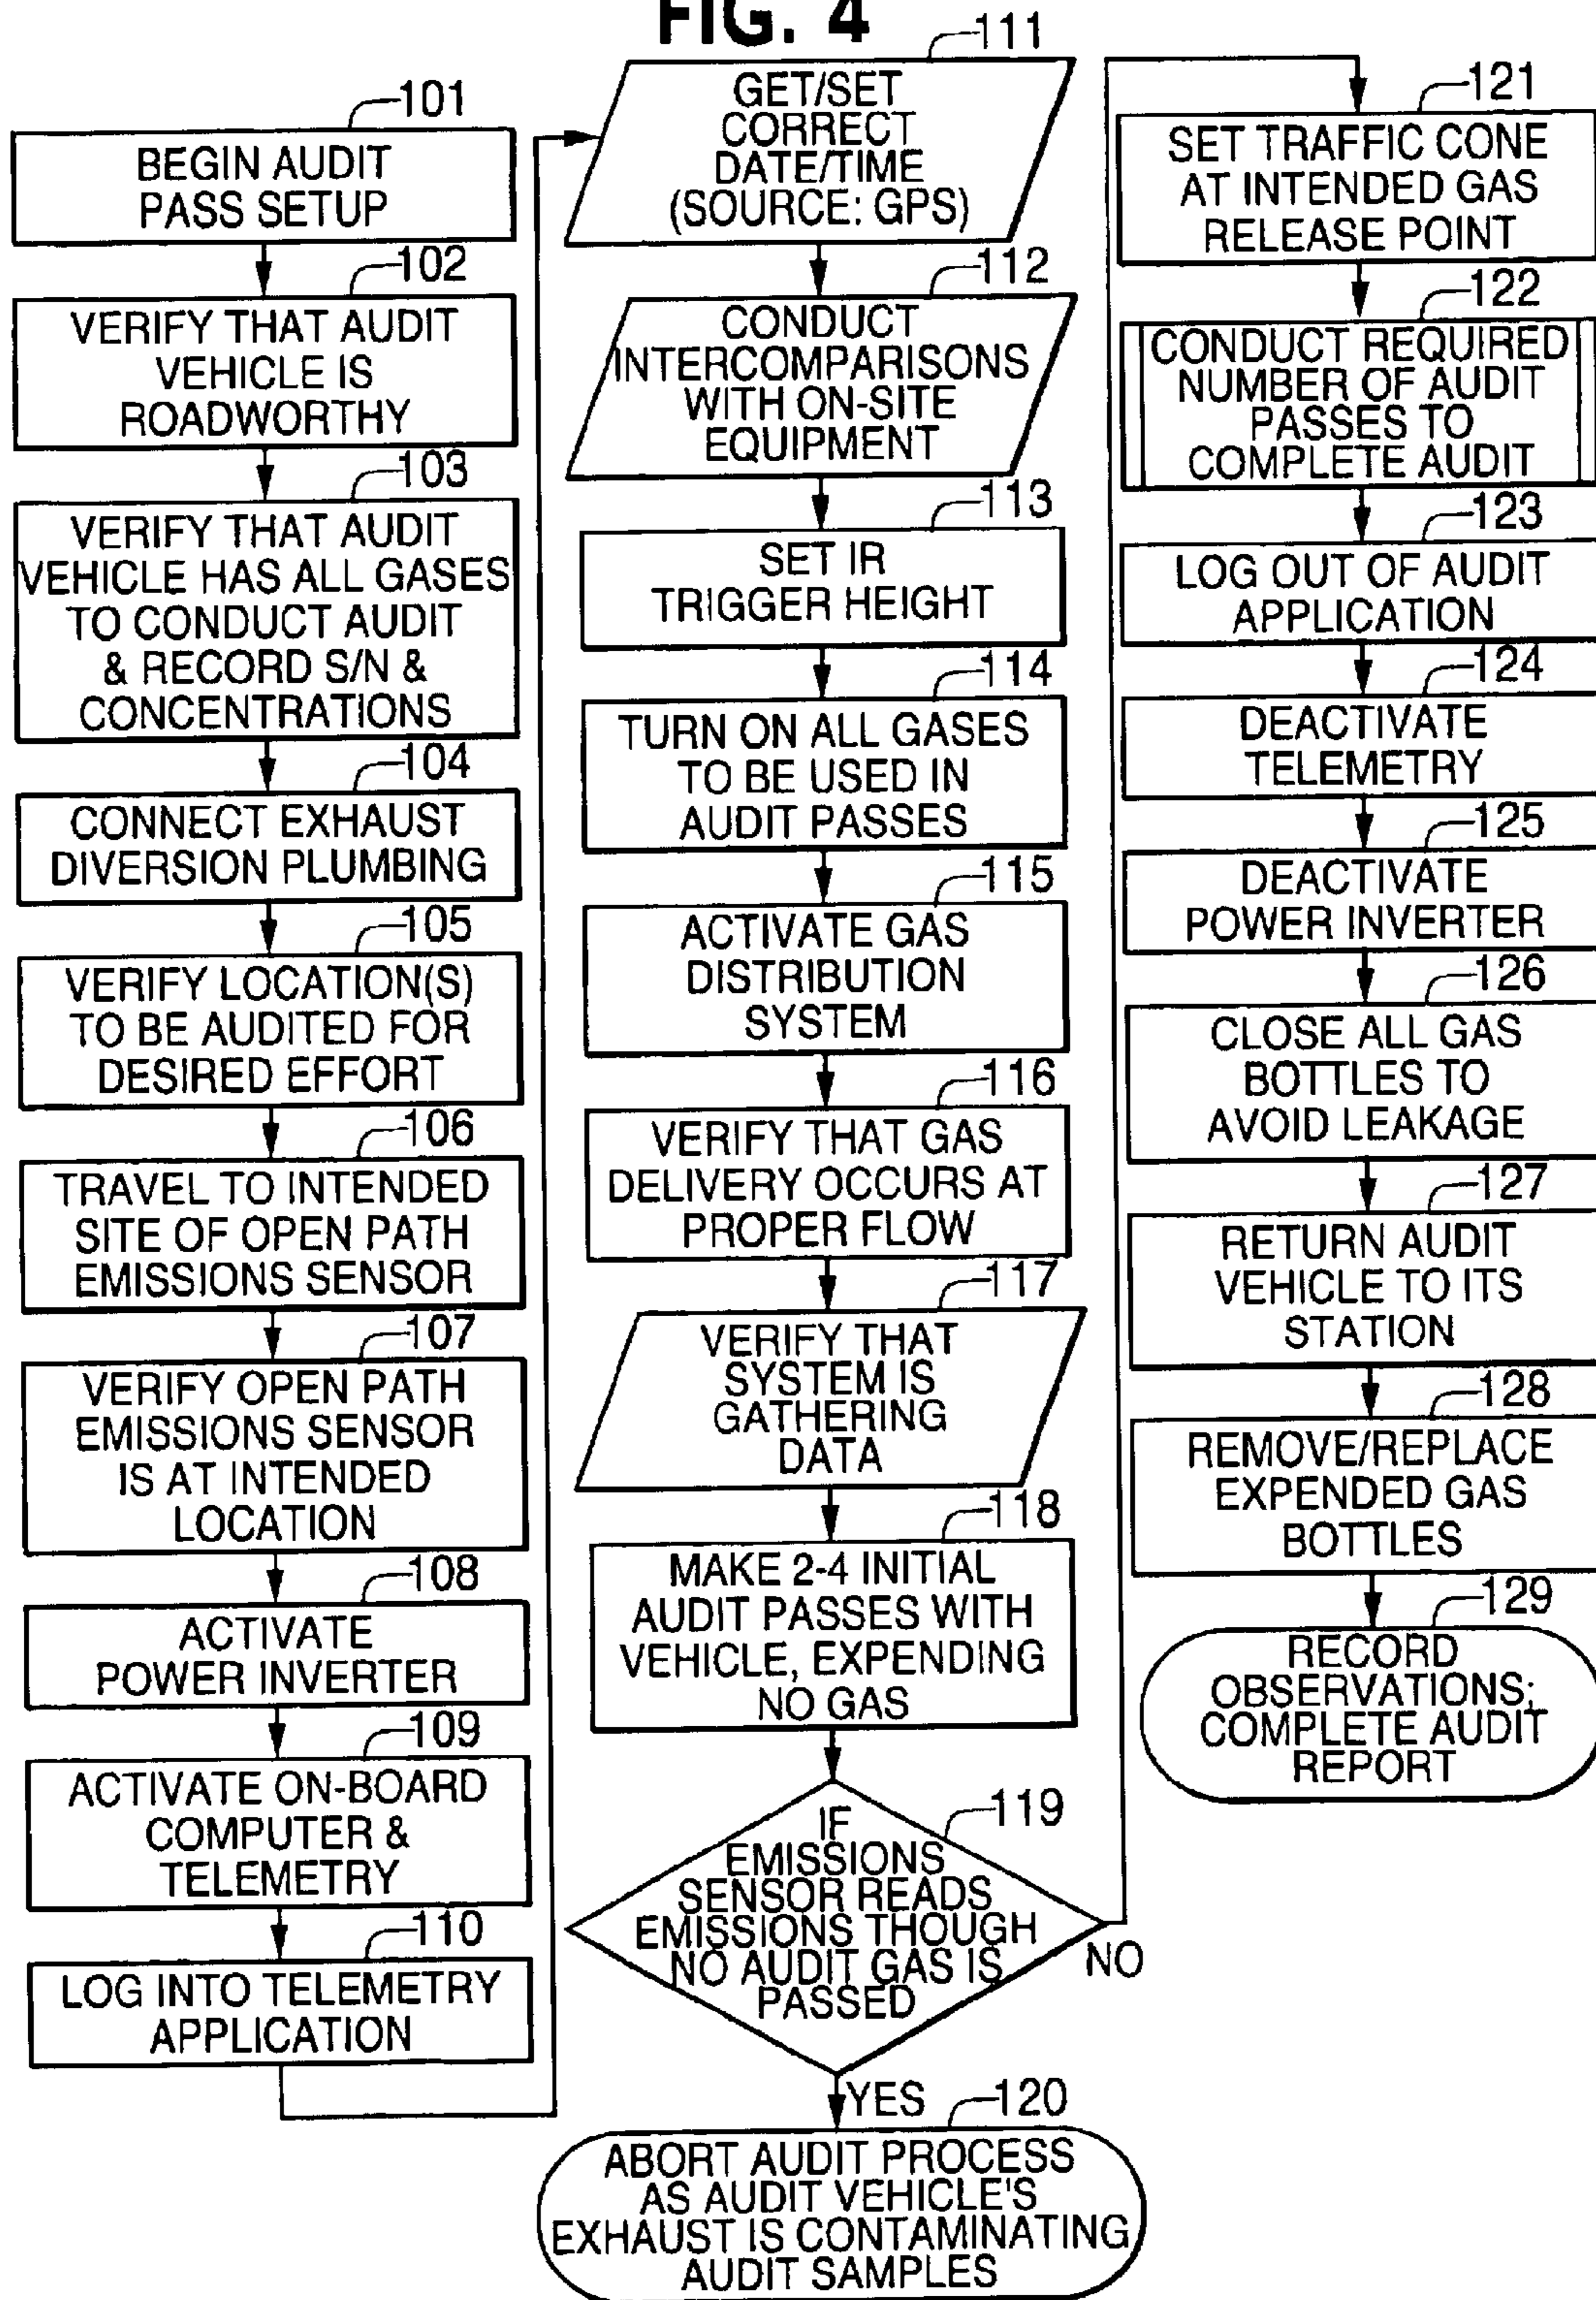 FIG. 4
101
BEGIN AUDIT
PASS SETUP
102
VERIFY THAT AUDIT
VEHICLE IS
ROADWORTHY
103
VERIFY THAT AUDIT
VEHICLE HAS ALL GASES
TO CONDUCT AUDIT
& RECORD S/N &
CONCENTRATIONS
104
CONNECT EXHAUST
DIVERSION PLUMBING
105
VERIFY LOCATION(S)
TO BE AUDITED FOR
DESIRED EFFORT
106
TRAVEL TO INTENDED
SITE OF OPEN PATH
EMISSIONS SENSOR
107
VERIFY OPEN PATH
EMISSIONS SENSOR
IS AT INTENDED
LOCATION
108
ACTIVATE
POWER INVERTER
109
ACTIVATE ON-BOARD
COMPUTER &
TELEMETRY
110
LOG INTO TELEMETRY
APPLICATION
111
GET/SET
CORRECT
DATE/TIME
(SOURCE: GPS)
112
CONDUCT
INTERCOMPARISONS
WITH ON-SITE
EQUIPMENT
113
SET IR
TRIGGER HEIGHT
114
TURN ON ALL GASES
TO BE USED IN
AUDIT PASSES
115
ACTIVATE GAS
DISTRIBUTION
SYSTEM
116
VERIFY THAT GAS
DELIVERY OCCURS AT
PROPER FLOW
117
VERIFY THAT
SYSTEM IS
GATHERING
DATA
118
MAKE 2-4 INITIAL
AUDIT PASSES WITH
VEHICLE, EXPENDING
NO GAS
119
IF
EMISSIONS
SENSOR READS
EMISSIONS THOUGH
NO AUDIT GAS IS
PASSED
NO
YES
120
ABORT AUDIT PROCESS
AS AUDIT VEHICLE'S
EXHAUST IS CONTAMINATING
AUDIT SAMPLES
121
SET TRAFFIC CONE
AT INTENDED GAS
RELEASE POINT
122
CONDUCT REQUIRED
NUMBER OF AUDIT
PASSES TO
COMPLETE AUDIT
123
LOG OUT OF AUDIT
APPLICATION
124
DEACTIVATE
TELEMETRY
125
DEACTIVATE
POWER INVERTER
126
CLOSE ALL GAS
BOTTLES TO
AVOID LEAKAGE
127
RETURN AUDIT
VEHICLE TO ITS
STATION
128
REMOVE/REPLACE
EXPENDED GAS
BOTTLES
129
RECORD
OBSERVATIONS;
COMPLETE AUDIT
REPORT